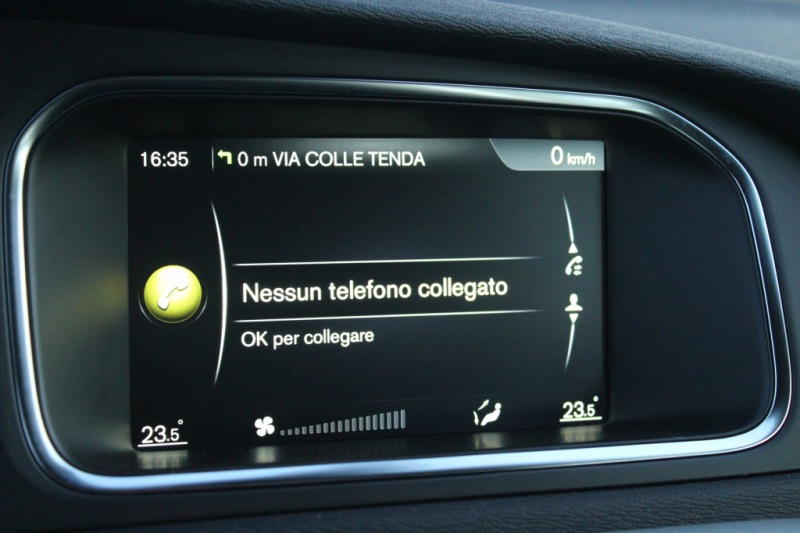 16:35 0 m VIA COLLE TENDA 0 km/h
Nessun telefono collegato
OK per collegare
23.5° 23.5°